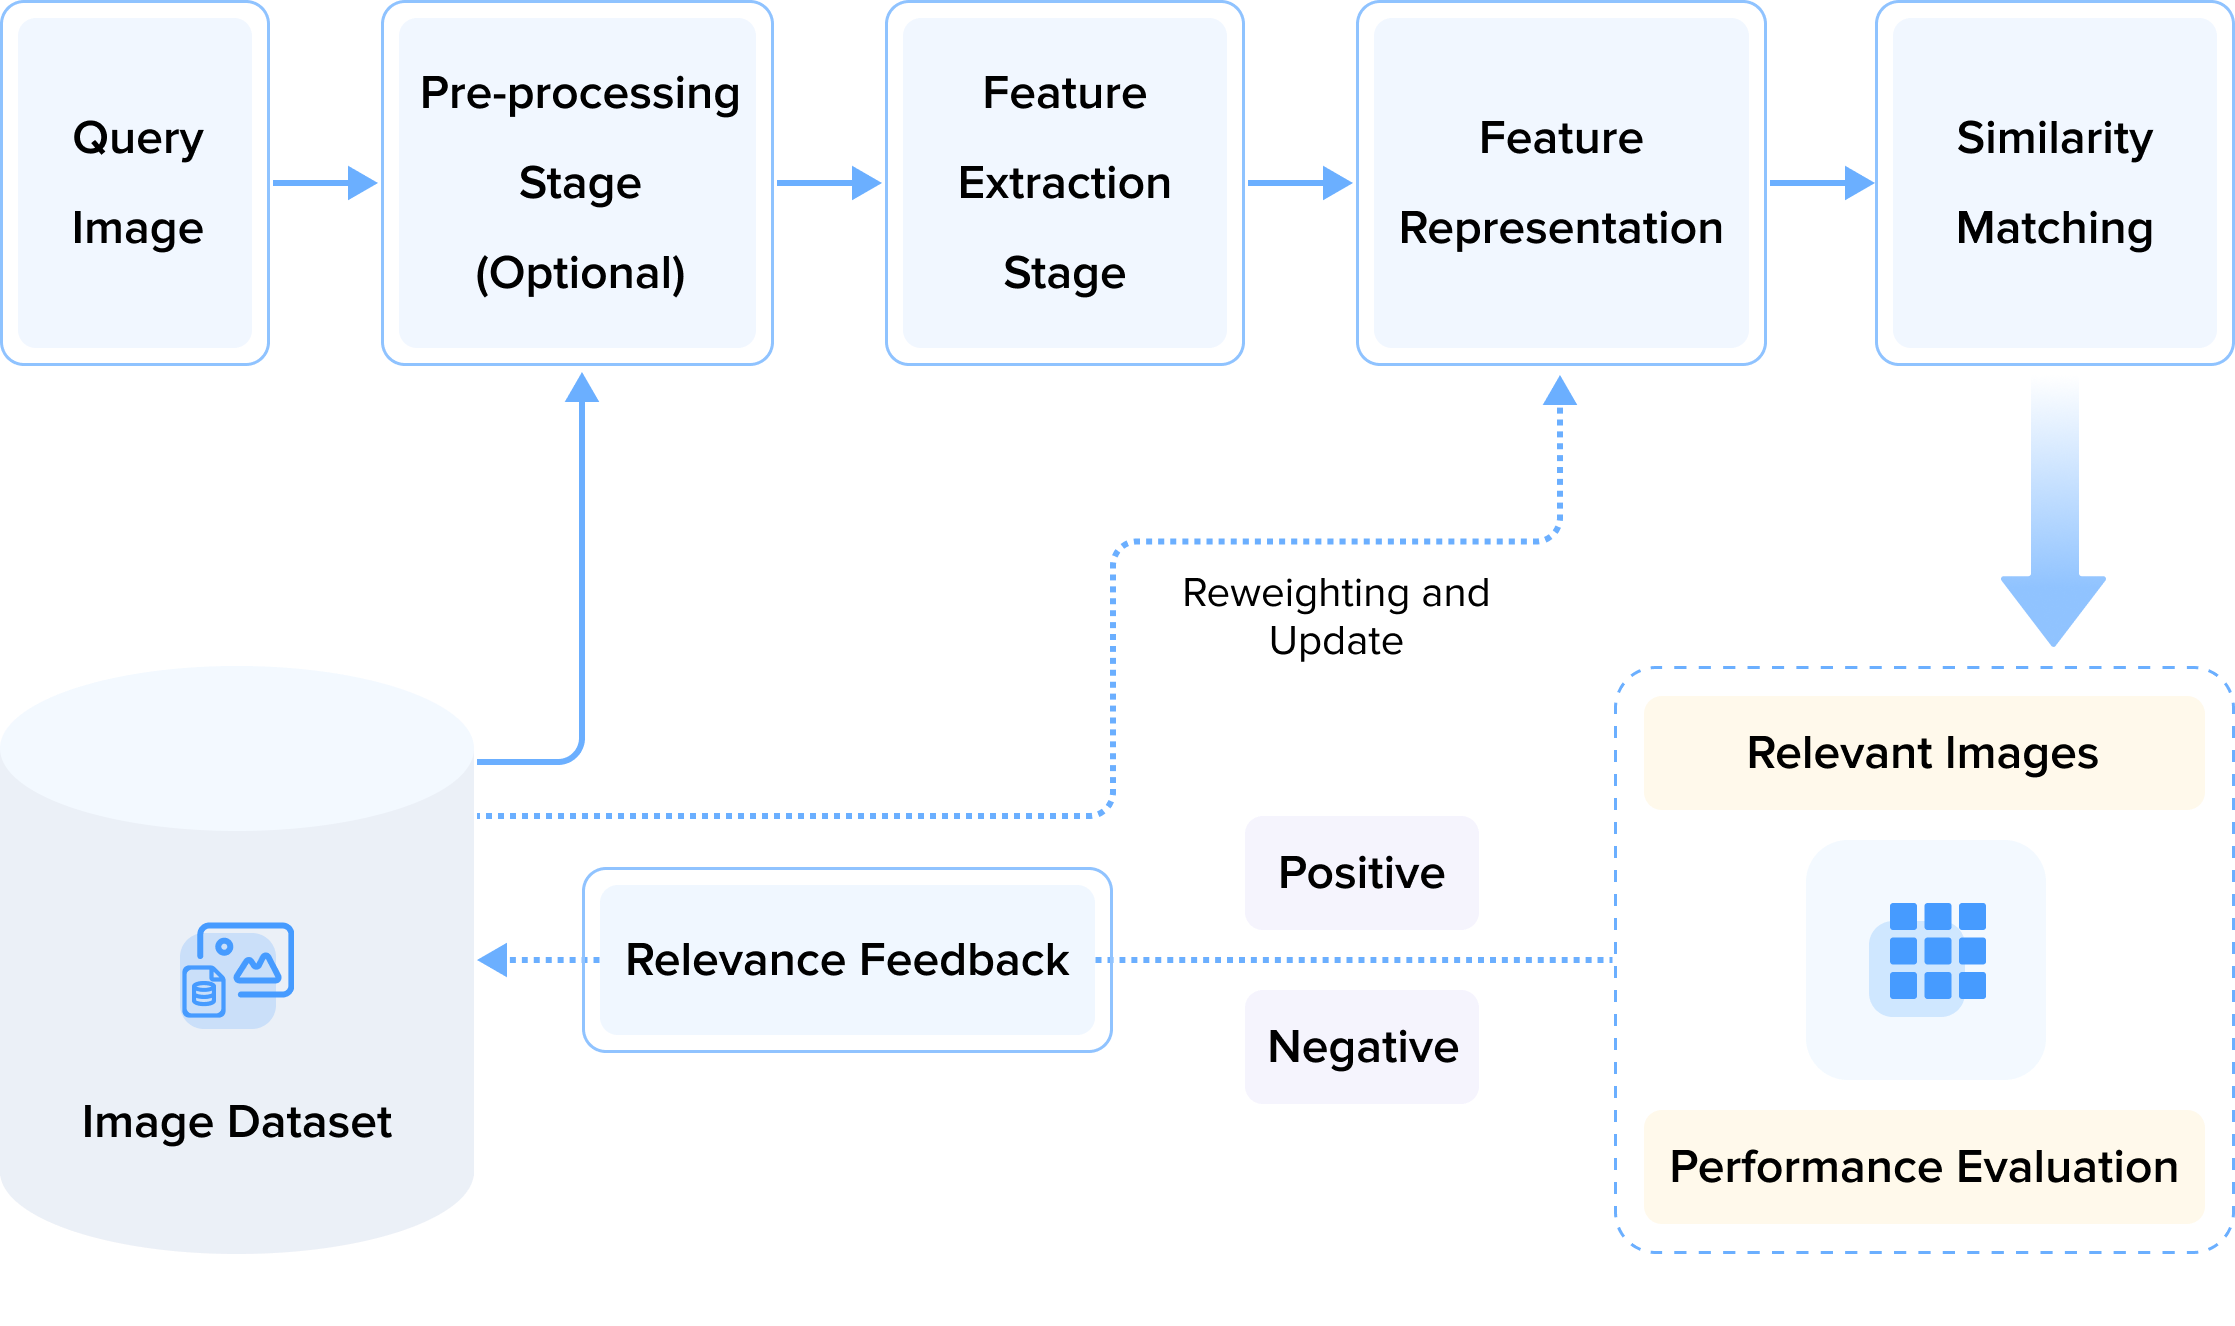 Query
Image
Pre-processing
Stage
(Optional)
Feature
Extraction
Stage
Feature
Representation
Similarity
Matching
Reweighting and
Update
Relevant Images
Positive
Relevance Feedback
Negative
Image Dataset
Performance Evaluation